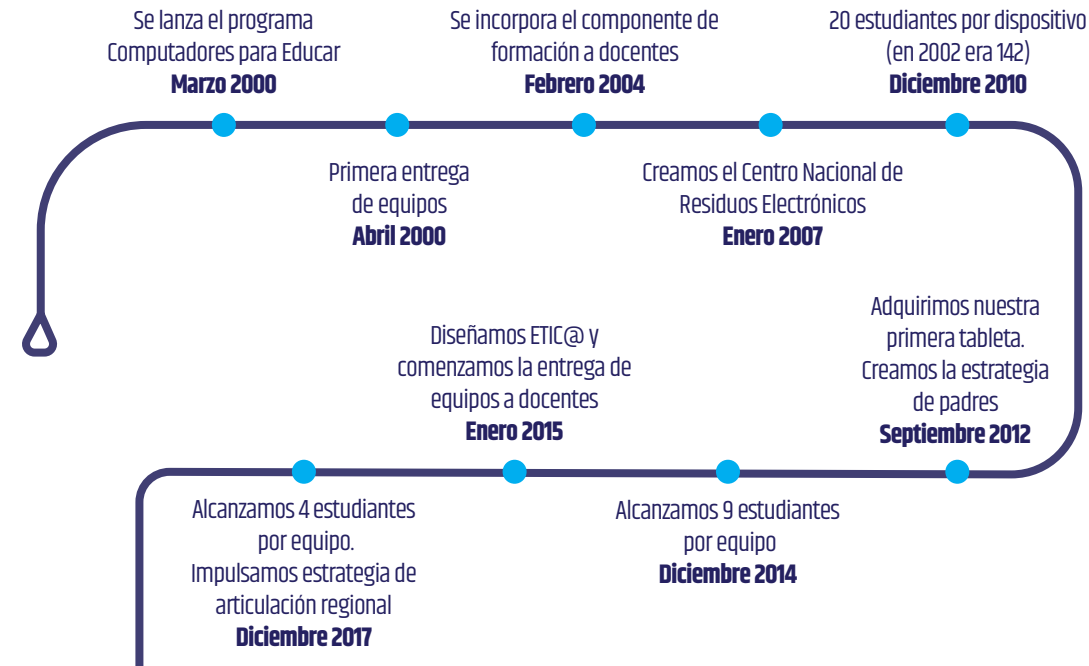 Se lanza el programa
Computadores para Educar
Marzo 2000
Primera entrega
de equipos
Abril 2000
Se incorpora el componente de
formación a docentes
Febrero 2004
Creamos el Centro Nacional de
Residuos Electrónicos
Enero 2007
20 estudiantes por dispositivo
(en 2002 era 142)
Diciembre 2010
Adquirimos nuestra
primera tableta.
Creamos la estrategia
de padres
Septiembre 2012
Alcanzamos 9 estudiantes
por equipo
Diciembre 2014
Diseñamos ETIC@ y
comenzamos la entrega de
equipos a docentes
Enero 2015
Alcanzamos 4 estudiantes
por equipo.
Impulsamos estrategia de
articulación regional
Diciembre 2017